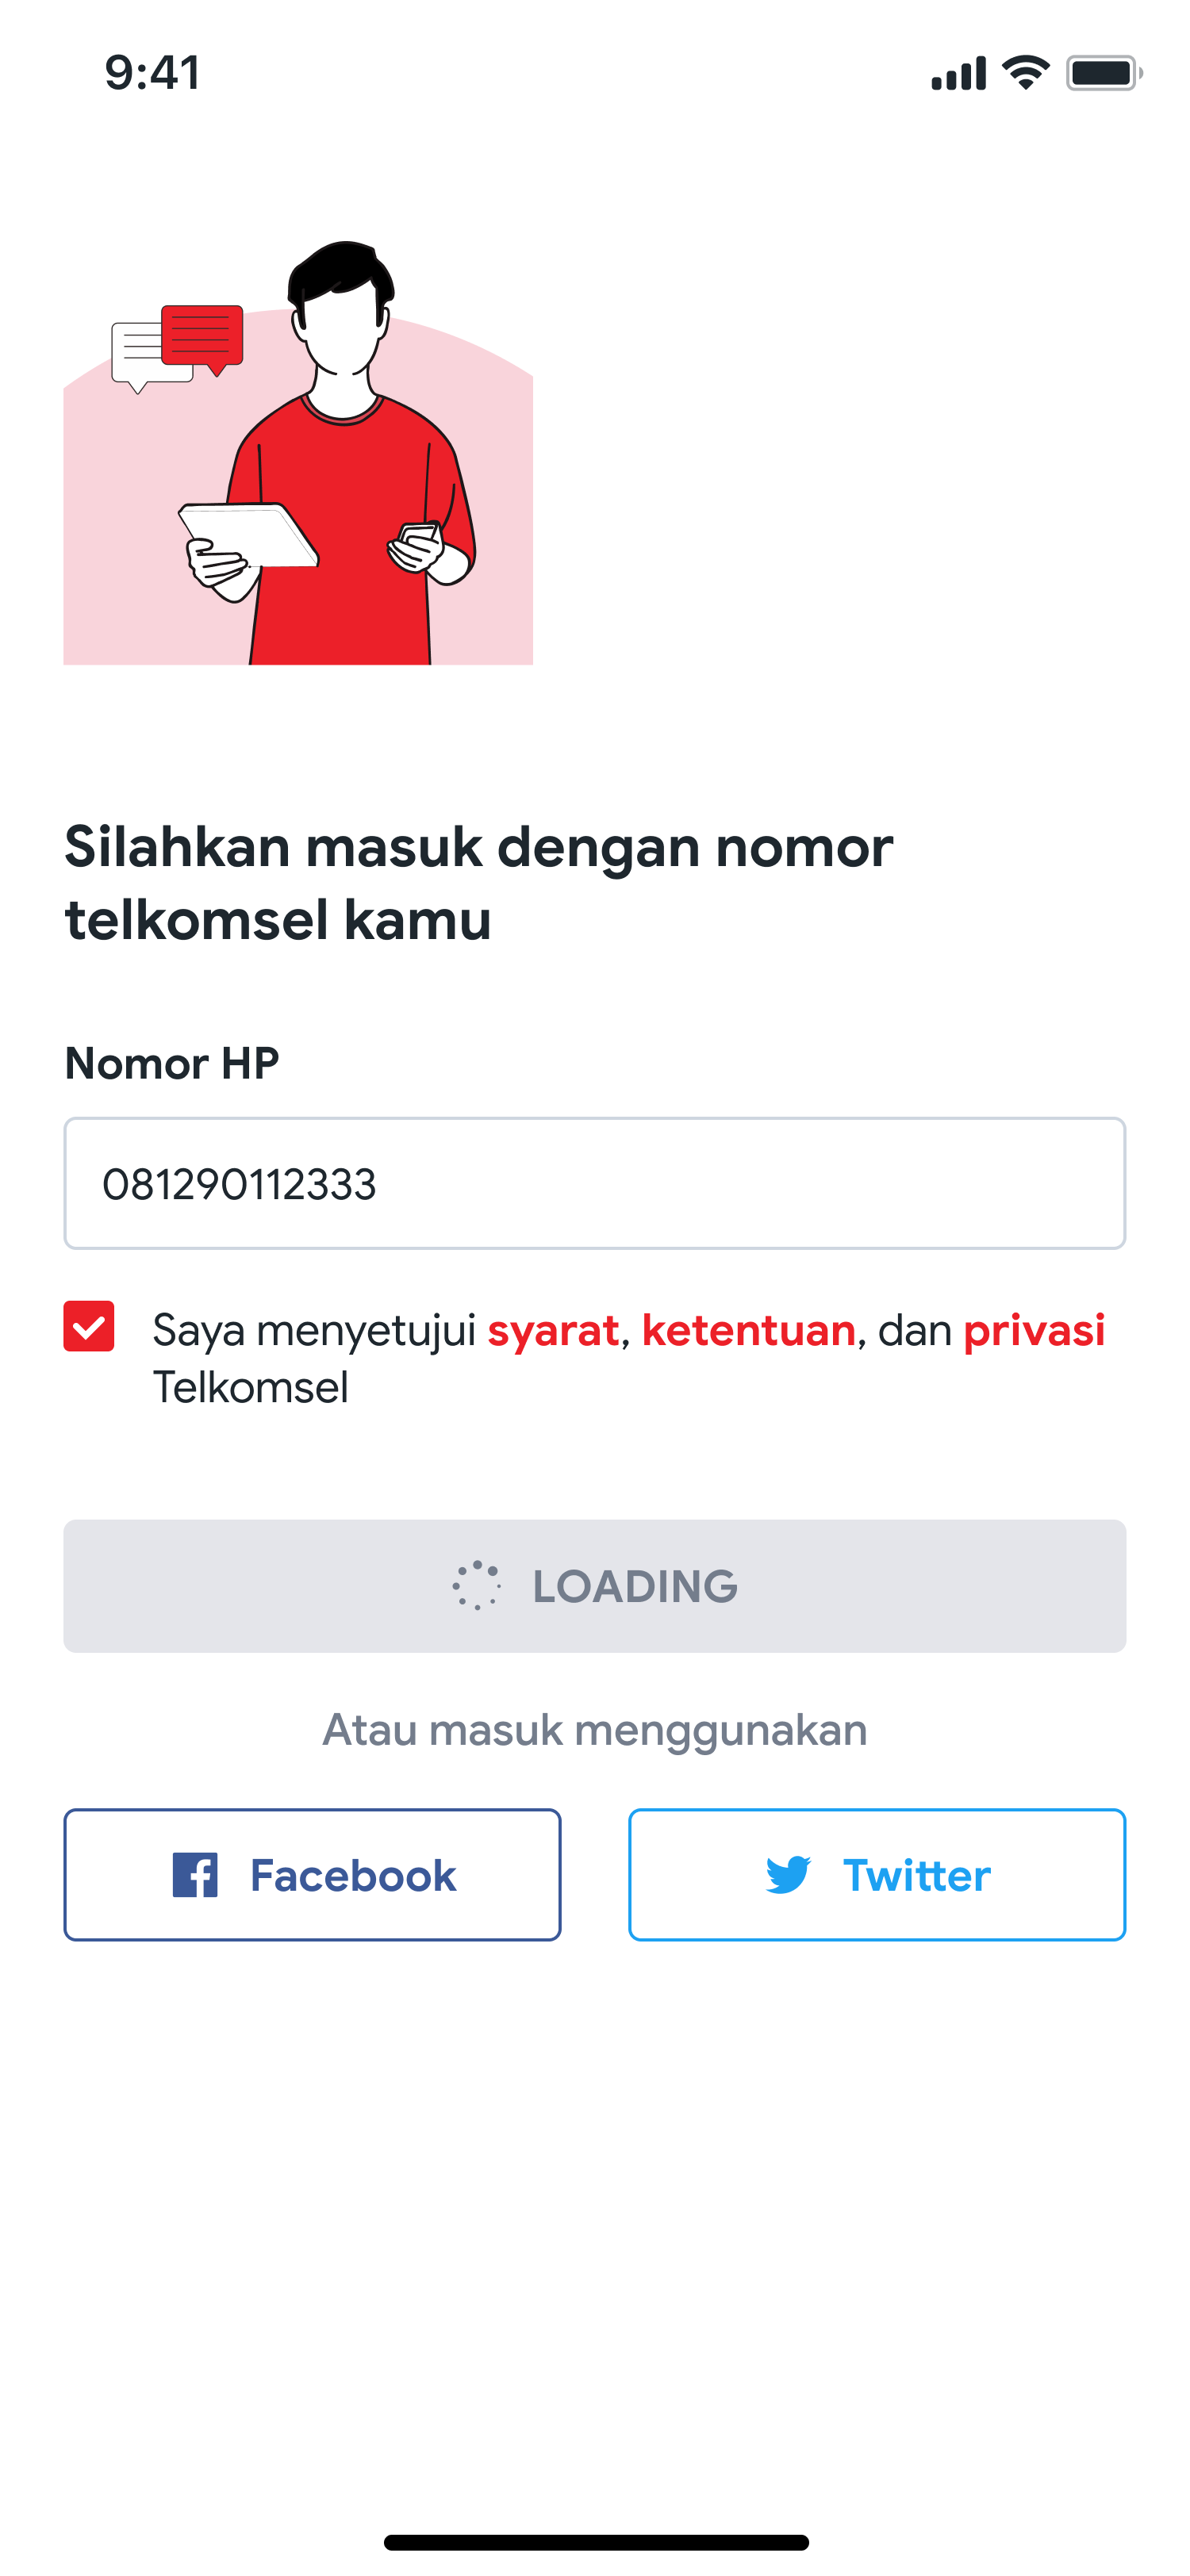 9:41
Silahkan masuk dengan nomor
telkomsel kamu
Nomor HP
081290112333
Saya menyetujui syarat, ketentuan, dan privasi
Telkomsel
LOADING
Atau masuk menggunakan
Facebook
Twitter